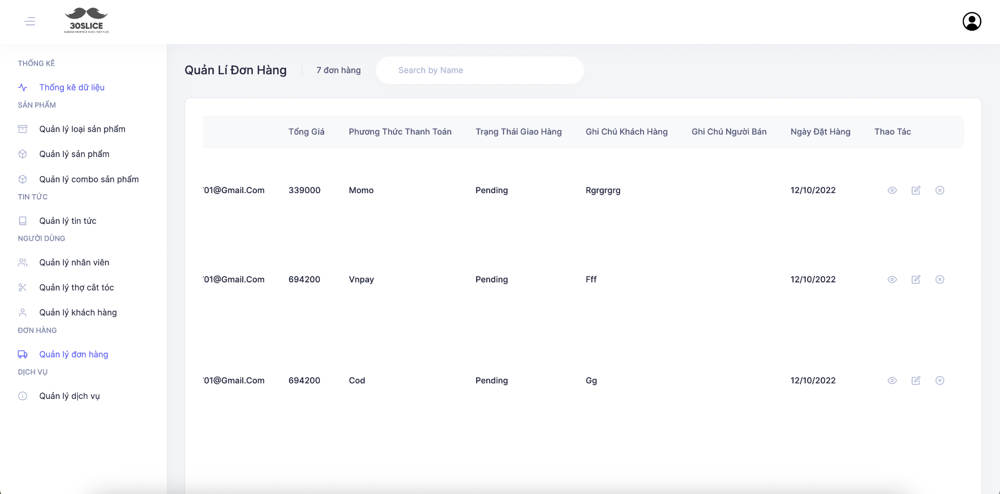 30SLICE
BARBER SHOP ĐẦU HÀNG VIỆT NAM
THỐNG KÊ
Thống kê dữ liệu
SẢN PHẨM
Quản lý loại sản phẩm
Quản lý sản phẩm
Quản lý combo sản phẩm
TIN TỨC
Quản lý tin tức
NGƯỜI DÙNG
Quản lý nhân viên
Quản lý thợ cắt tóc
Quản lý khách hàng
ĐƠN HÀNG
Quản lý đơn hàng
DỊCH VỤ
Quản lý dịch vụ
Quản Lí Đơn Hàng 7 đơn hàng Search by Name
Tổng Giá Phương Thức Thanh Toán Trạng Thái Giao Hàng Ghi Chú Khách Hàng Ghi Chú Người Bán Ngày Đặt Hàng Thao Tác
01@Gmail.Com 339000 Momo Pending Rgrgrgrg 12/10/2022
01@Gmail.Com 694200 Vnpay Pending Fff 12/10/2022
01@Gmail.Com 694200 Cod Pending Gg 12/10/2022